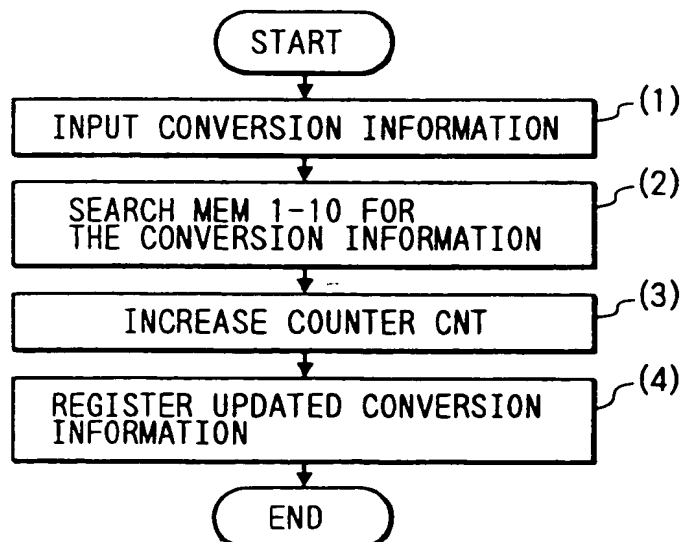 START
(1)
INPUT CONVERSION INFORMATION
(2)
SEARCH MEM 1-10 FOR
THE CONVERSION INFORMATION
(3)
INCREASE COUNTER CNT
(4)
REGISTER UPDATED CONVERSION
INFORMATION
END